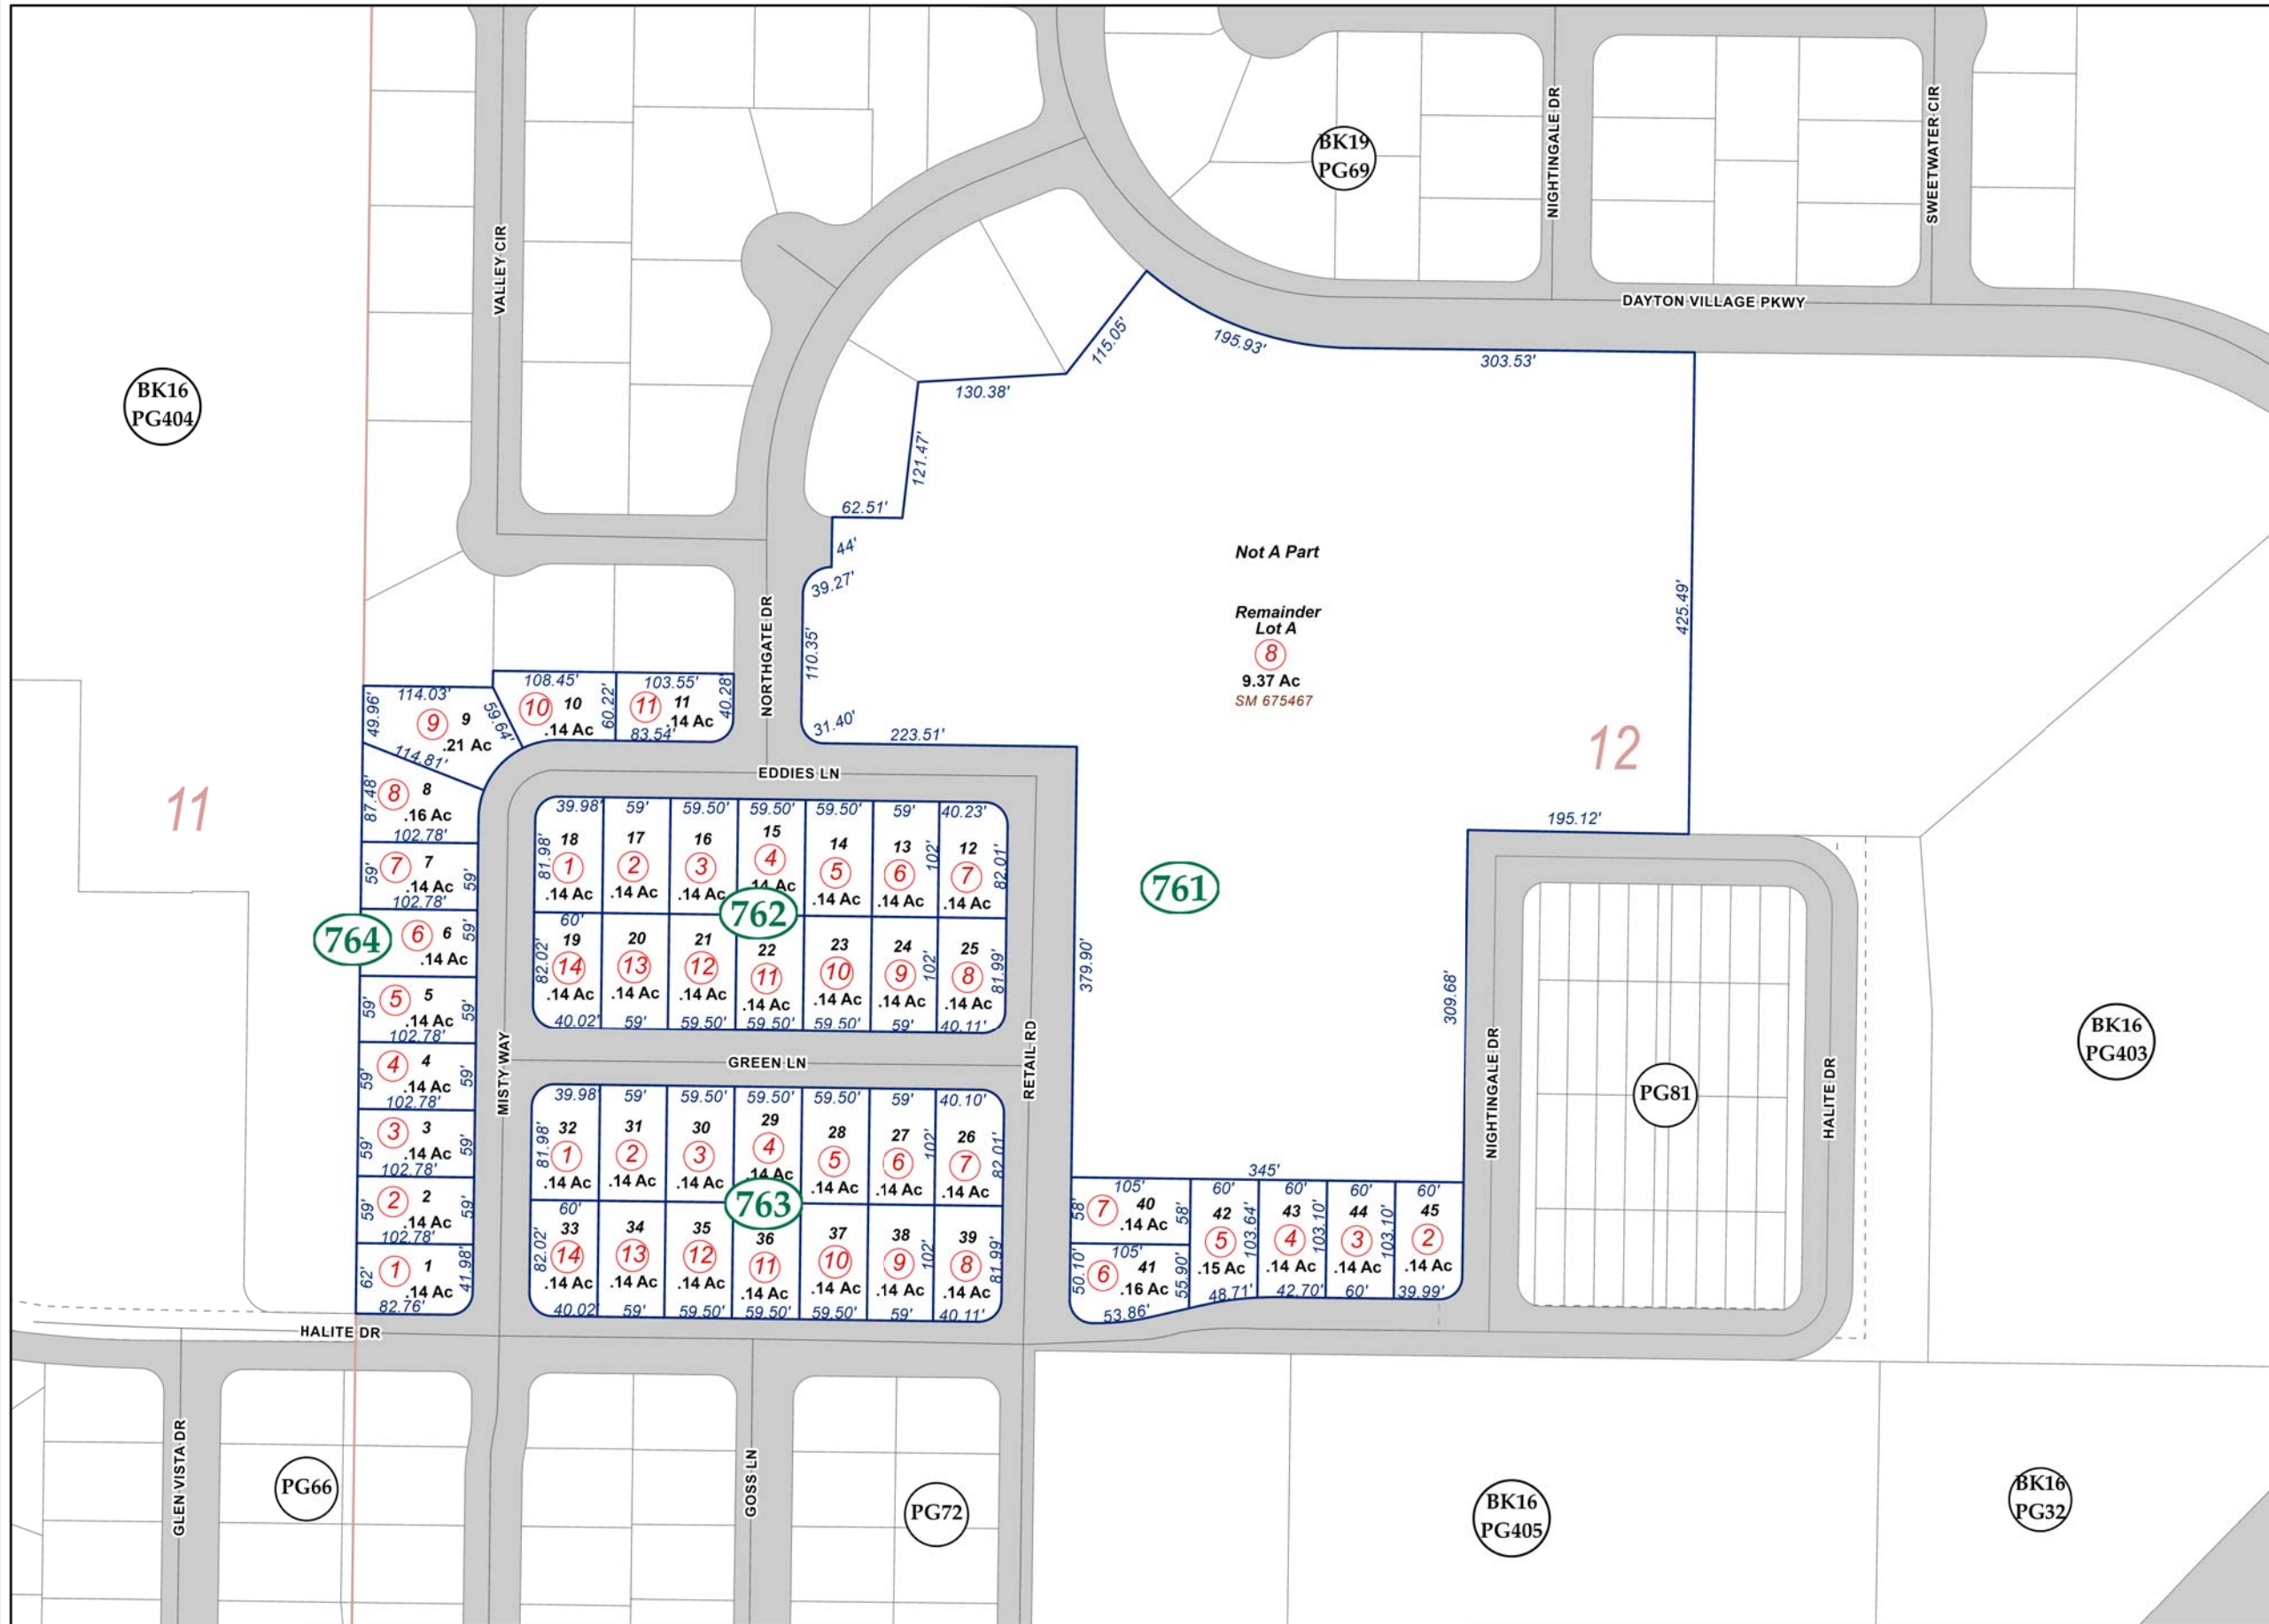 BK19
PG69
NIGHTINGALE DR
SWEETWATER CIR
VALLEY CIR
DAYTON VILLAGE PKWY
115.05'
195.93'
303.53'
BK16
PG404
130.38'
121.47'
62.51'
44'
39.27'
NORTHGATE DR
110.35'
31.40'
223.51'
Not A Part
Remainder
Lot A
8
9.37 Ac
SM 675467
425.49'
12
195.12'
11
114.03'
49.96'
9 9
.21 Ac
59.64'
114.81'
108.45'
10 10
.14 Ac
60.22'
103.55'
11 11
.14 Ac
40.28'
83.54'
87.48'
8 8
.16 Ac
102.78'
59'
7 7
.14 Ac
59'
102.78'
764
6 6
.14 Ac
59'
59'
5 5
.14 Ac
59'
102.78'
59'
4 4
.14 Ac
59'
102.78'
59'
3 3
.14 Ac
59'
102.78'
59'
2 2
.14 Ac
59'
102.78'
62'
1 1
.14 Ac
41.98'
82.76'
EDDIES LN
39.98' 59' 59.50' 59.50' 59.50' 59' 40.23'
81.98'
18 17 16 15 14 13 12
1 2 3 4 5 6 7
102'
82.01'
.14 Ac .14 Ac .14 Ac .14 Ac .14 Ac .14 Ac .14 Ac
762
60'
82.02'
19 20 21 22 23 24 25
14 13 12 11 10 9 8
102'
81.99'
.14 Ac .14 Ac .14 Ac .14 Ac .14 Ac .14 Ac .14 Ac
40.02' 59' 59.50' 59.50' 59.50' 59' 40.11'
MISTY WAY
GREEN LN
RETAIL RD
39.98' 59' 59.50' 59.50' 59.50' 59' 40.10'
81.98'
32 31 30 29 28 27 26
1 2 3 4 5 6 7
102'
82.01'
.14 Ac .14 Ac .14 Ac .14 Ac .14 Ac .14 Ac .14 Ac
763
60'
82.02'
33 34 35 36 37 38 39
14 13 12 11 10 9 8
102'
81.99'
.14 Ac .14 Ac .14 Ac .14 Ac .14 Ac .14 Ac .14 Ac
40.02' 59' 59.50' 59.50' 59.50' 59' 40.11'
761
379.90'
309.68'
345'
105'
58'
7 40
.14 Ac
58'
105'
50.10'
6 41
.16 Ac
55.90'
53.86'
60' 60' 60' 60'
42 43 44 45
5 4 3 2
103.64' 103.10' 103.10'
.15 Ac .14 Ac .14 Ac .14 Ac
48.71' 42.70' 60' 39.99'
NIGHTINGALE DR
PG81
HALITE DR
BK16
PG403
HALITE DR
GLEN VISTA DR
PG66
GOSS LN
PG72
BK16
PG405
BK16
PG32